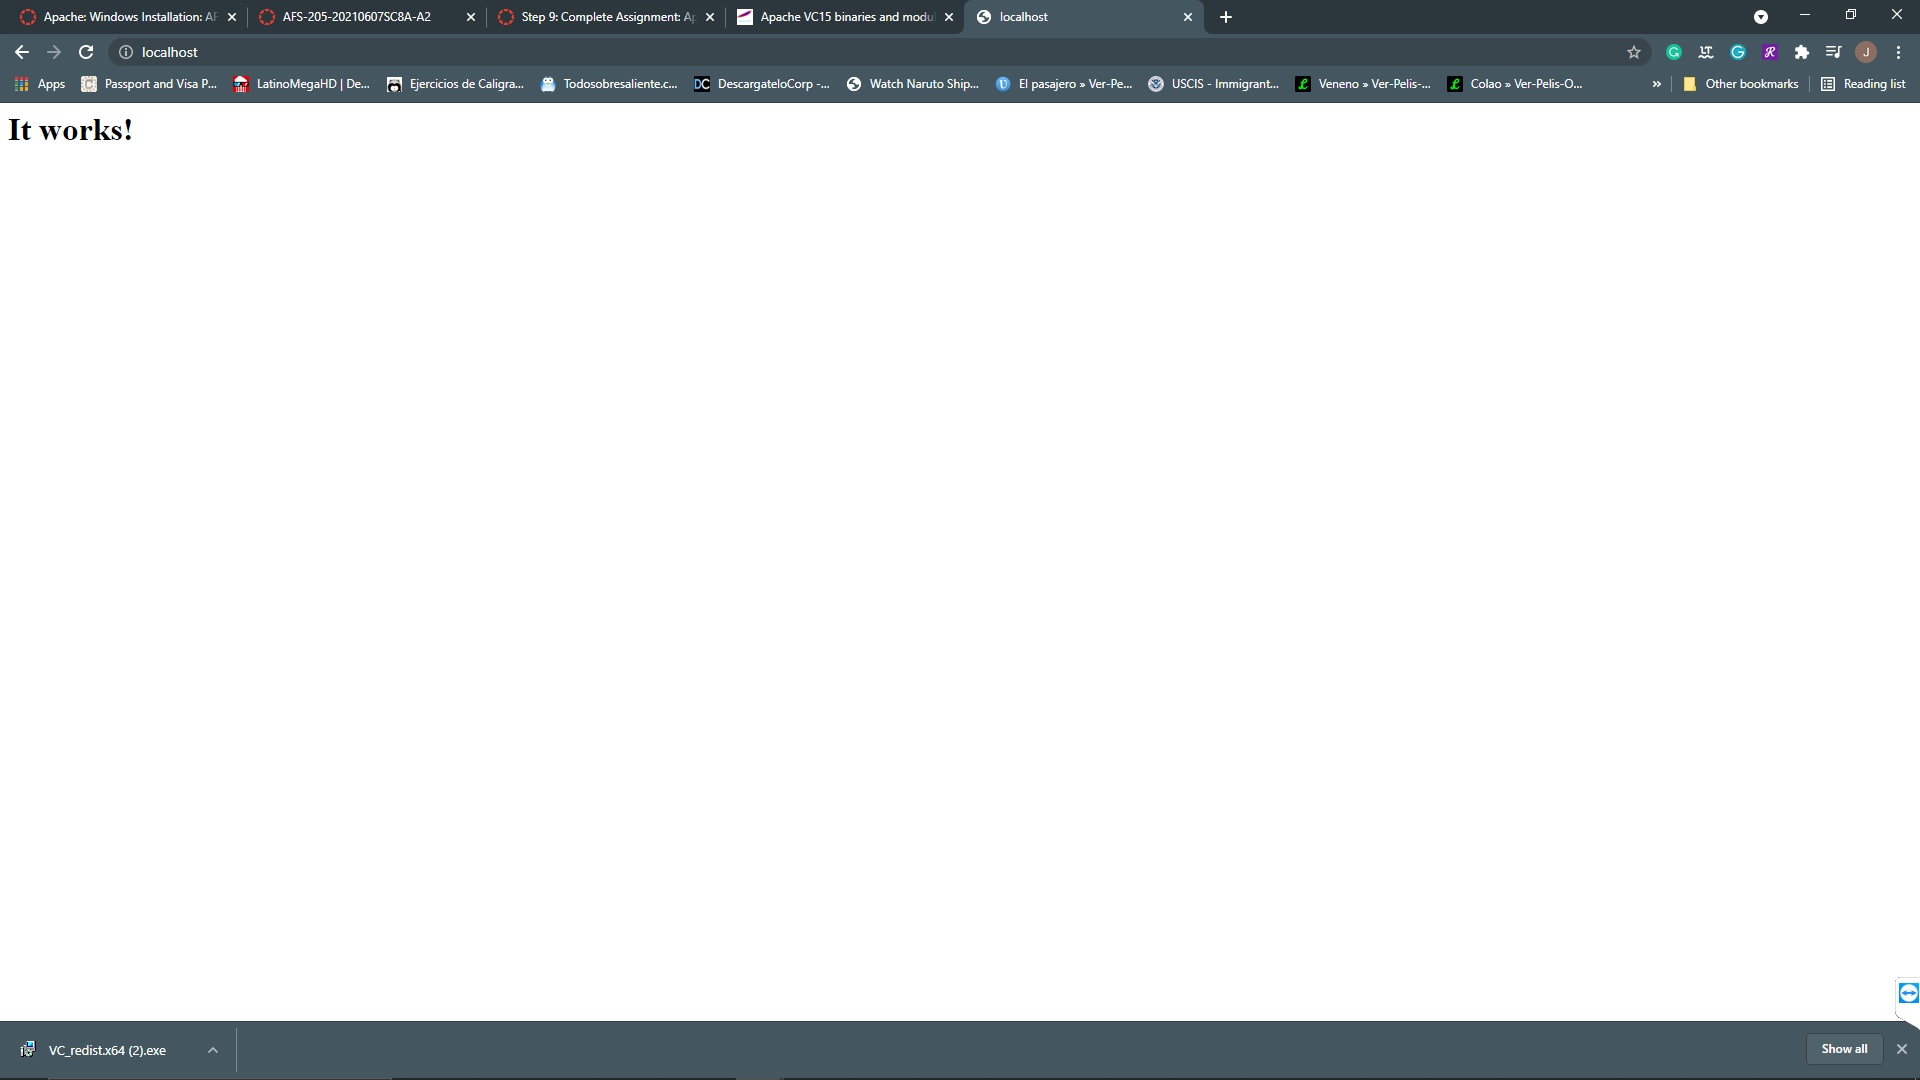 Apache: Windows Installation: AF
AFS-205-20210607SC8A-A2
Step 9: Complete Assignment: Ap
Apache VC15 binaries and modul
localhost
localhost
J
Apps
Passport and Visa P...
LatinoMegaHD | De...
Ejercicios de Caligra...
Todosobresaliente.c...
DC DescargateloCorp -...
Watch Naruto Ship...
El pasajero » Ver-Pe...
USCIS - Immigrant...
Veneno » Ver-Pelis-...
Colao » Ver-Pelis-O...
»
Other bookmarks
Reading list
It works!
VC_redist.x64 (2).exe
Show all